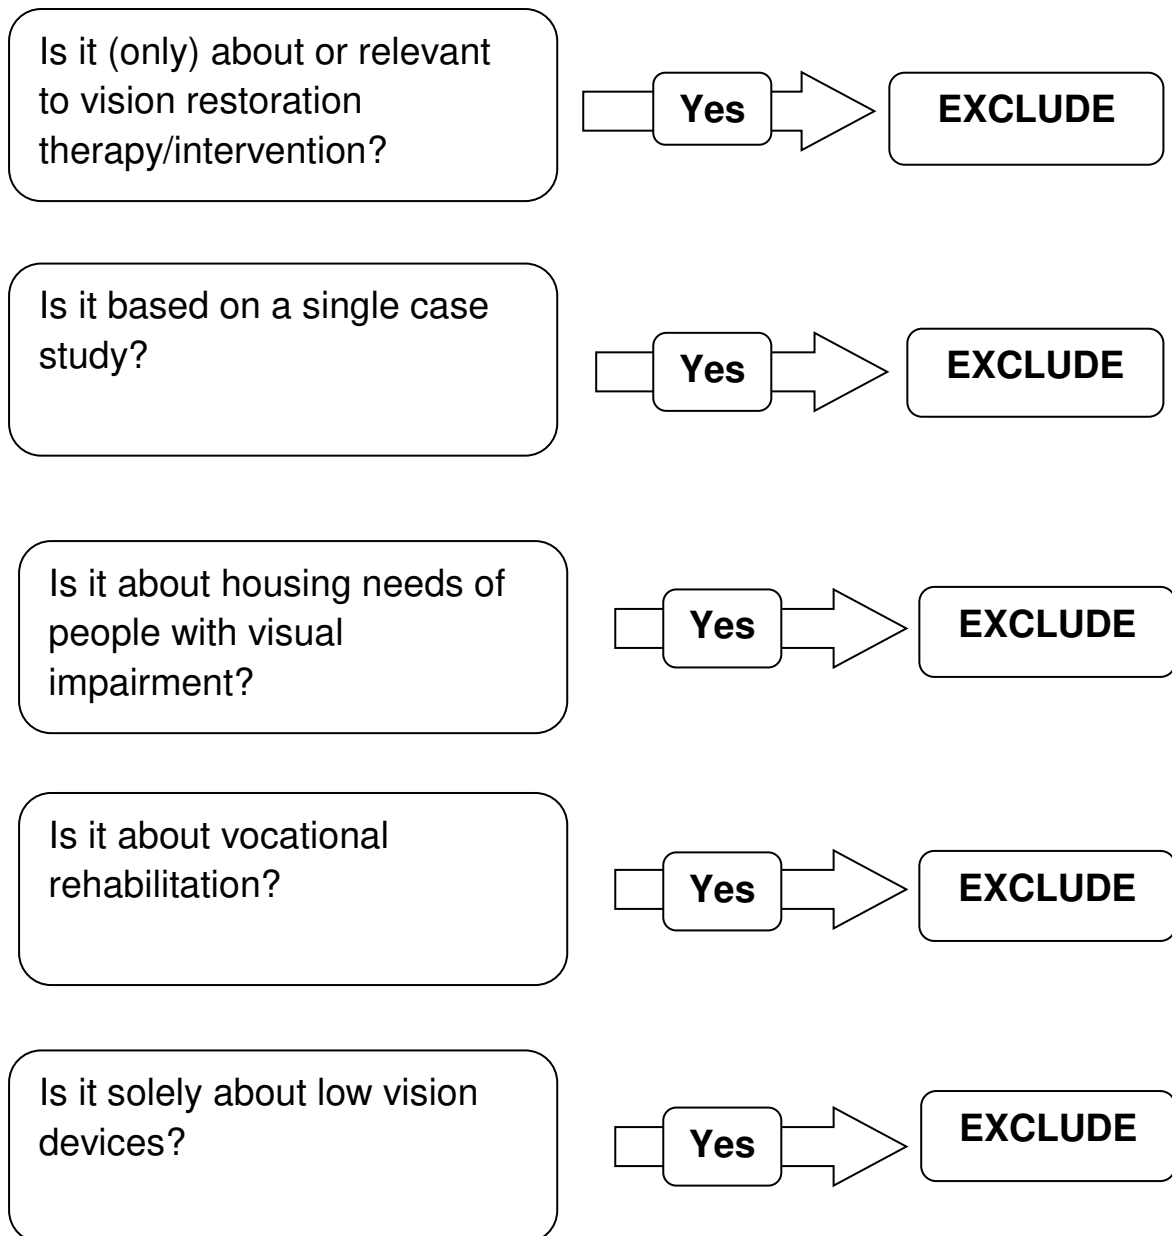 Is it (only) about or relevant
to vision restoration
therapy/intervention?
Yes
EXCLUDE
Is it based on a single case
study?
Yes
EXCLUDE
Is it about housing needs of
people with visual
impairment?
Yes
EXCLUDE
Is it about vocational
rehabilitation?
Yes
EXCLUDE
Is it solely about low vision
devices?
Yes
EXCLUDE